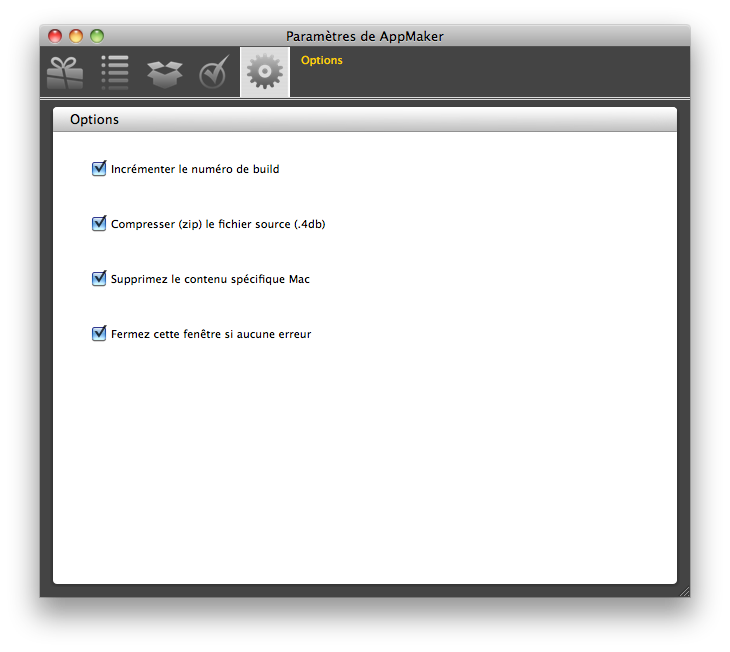 Paramètres de AppMaker
Options
Options
Incrémenter le numéro de build
Compresser (zip) le fichier source (.4db)
Supprimez le contenu spécifique Mac
Fermez cette fenêtre si aucune erreur